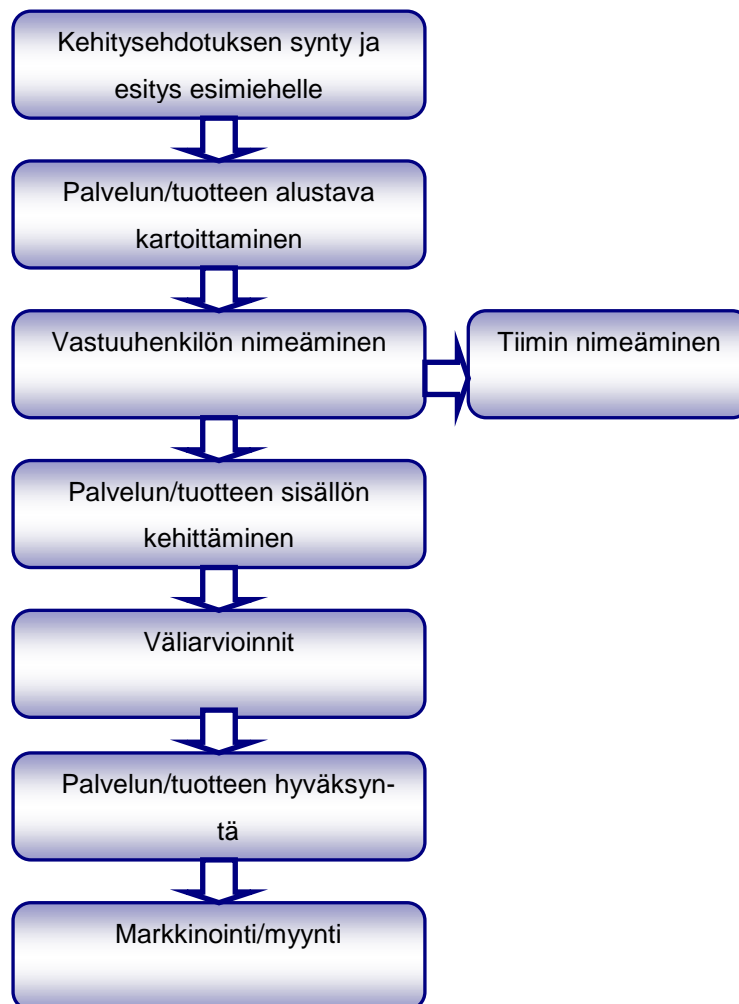 Kehitysehdotuksen synty ja
esitys esimiehelle
Palvelun/tuotteen alustava
kartoittaminen
Vastuuhenkilön nimeäminen
Tiimin nimeäminen
Palvelun/tuotteen sisällön
kehittäminen
Väliarvioinnit
Palvelun/tuotteen hyväksyn-
tä
Markkinointi/myynti